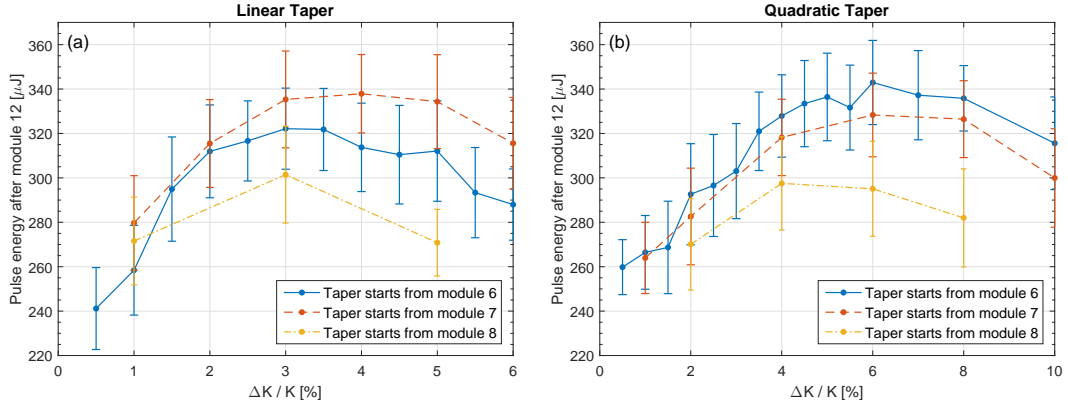 Linear Taper
(a)
Pulse energy after module 12 [μJ]
360
340
320
300
280
260
240
220
0 1 2 3 4 5 6
ΔK / K [%]
Taper starts from module 6
Taper starts from module 7
Taper starts from module 8
Quadratic Taper
(b)
Pulse energy after module 12 [μJ]
360
340
320
300
280
260
240
220
0 2 4 6 8 10
ΔK / K [%]
Taper starts from module 6
Taper starts from module 7
Taper starts from module 8